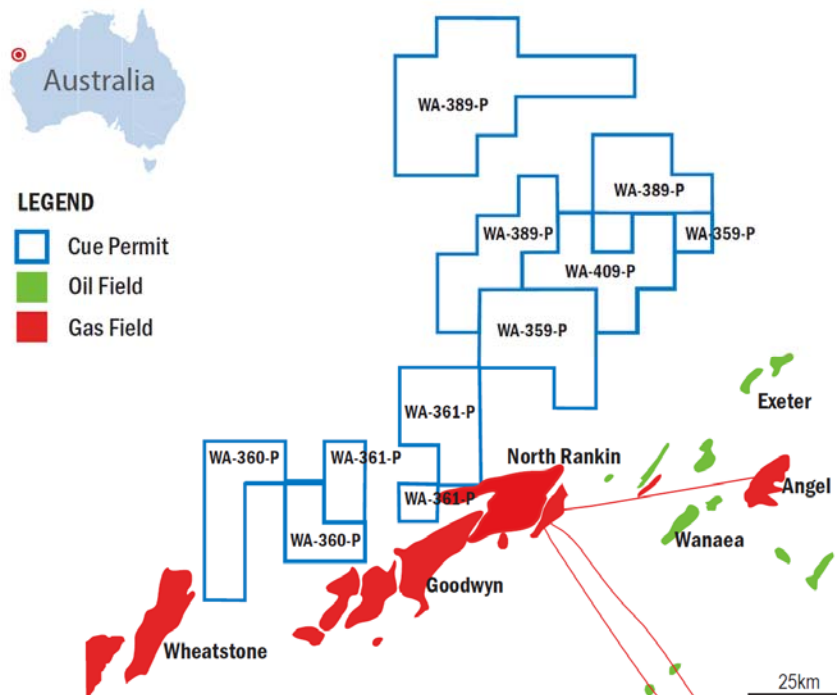 Australia
WA-389-P
WA-389-P
LEGEND
WA-389-P
WA-359-P
Cue Permit
WA-409-P
Oil Field
Gas Field
WA-359-P
Exeter
WA-361-P
North Rankin
WA-360-P
WA-361-P
Angel
WA-361-P
WA-360-P
Wanaea
Goodwyn
Wheatstone
25km